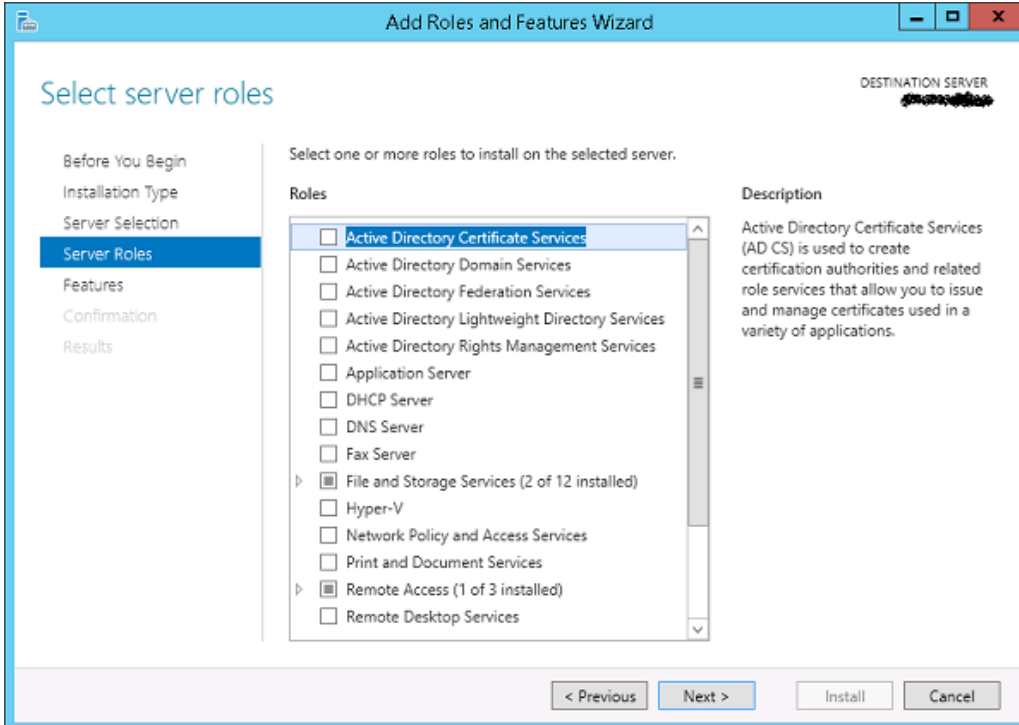 Add Roles and Features Wizard
Select server roles
DESTINATION SERVER
Before You Begin
Installation Type
Server Selection
Server Roles
Features
Confirmation
Results
Select one or more roles to install on the selected server.
Roles
Active Directory Certificate Services
Active Directory Domain Services
Active Directory Federation Services
Active Directory Lightweight Directory Services
Active Directory Rights Management Services
Application Server
DHCP Server
DNS Server
Fax Server
File and Storage Services (2 of 12 installed)
Hyper-V
Network Policy and Access Services
Print and Document Services
Remote Access (1 of 3 installed)
Remote Desktop Services
Description
Active Directory Certificate Services
(AD CS) is used to create
certification authorities and related
role services that allow you to issue
and manage certificates used in a
variety of applications.
< Previous
Next >
Install
Cancel